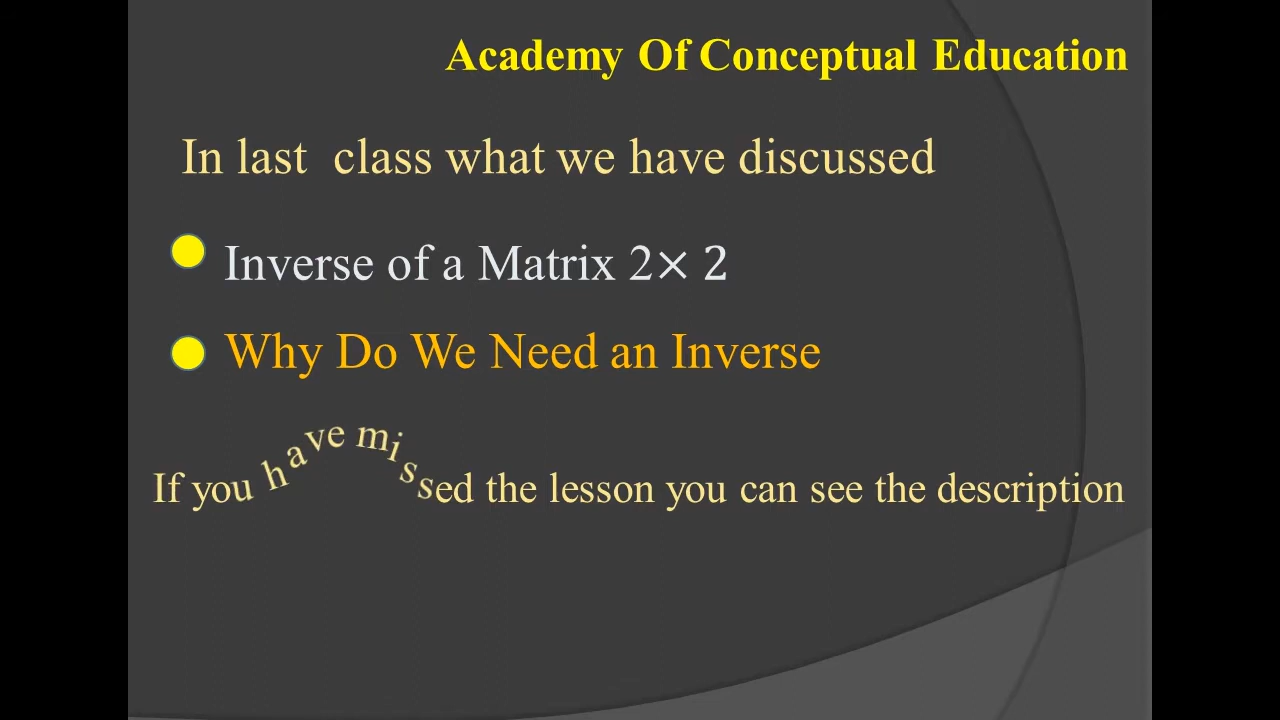 Academy Of Conceptual Education
In last class what we have discussed
Inverse of a Matrix 2× 2
Why Do We Need an Inverse
If you have missed the lesson you can see the description